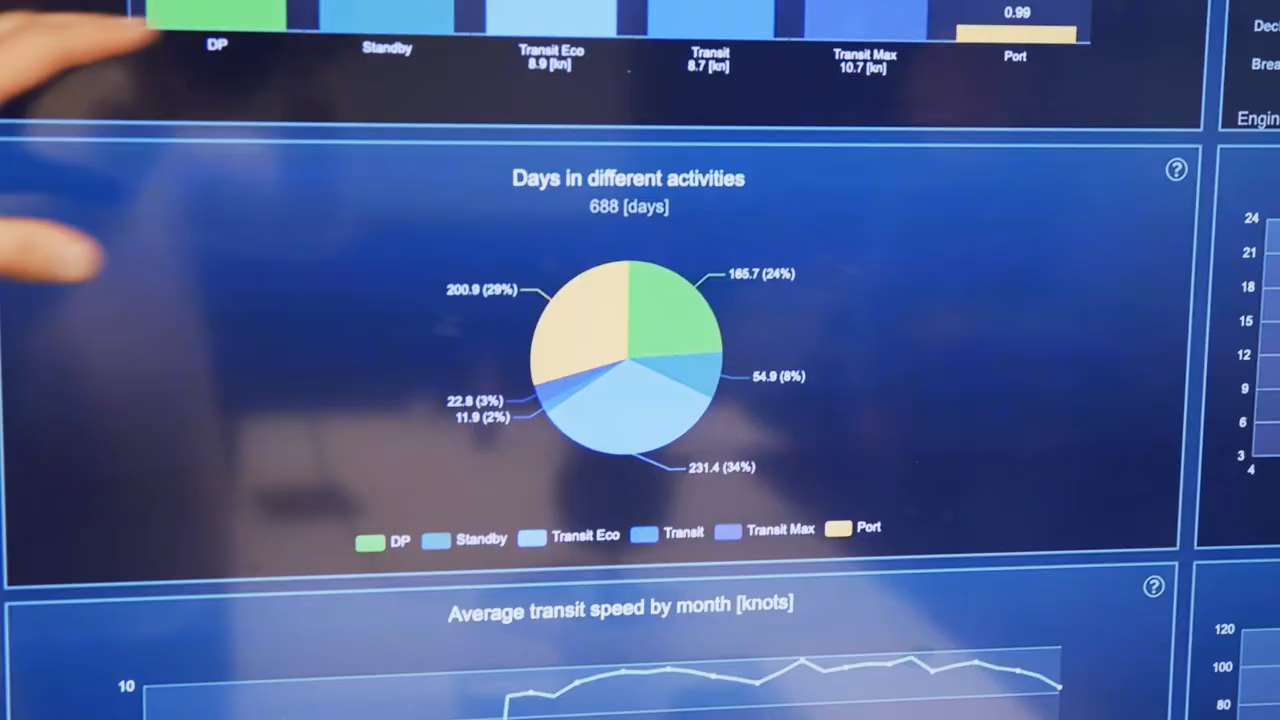 0.99
DP
Standby
Transit Eco
8.9 [kn]
Transit
8.7 [kn]
Transit Max
10.7 [kn]
Port
Engin
Days in different activities
688 [days]
165.7 (24%)
200.9 (29%)
54.9 (8%)
22.8 (3%)
11.9 (2%)
231.4 (34%)
DP
Standby
Transit Eco
Transit
Transit Max
Port
24
21
18
15
12
9
6
3
4
Average transit speed by month [knots]
10
120
100
80